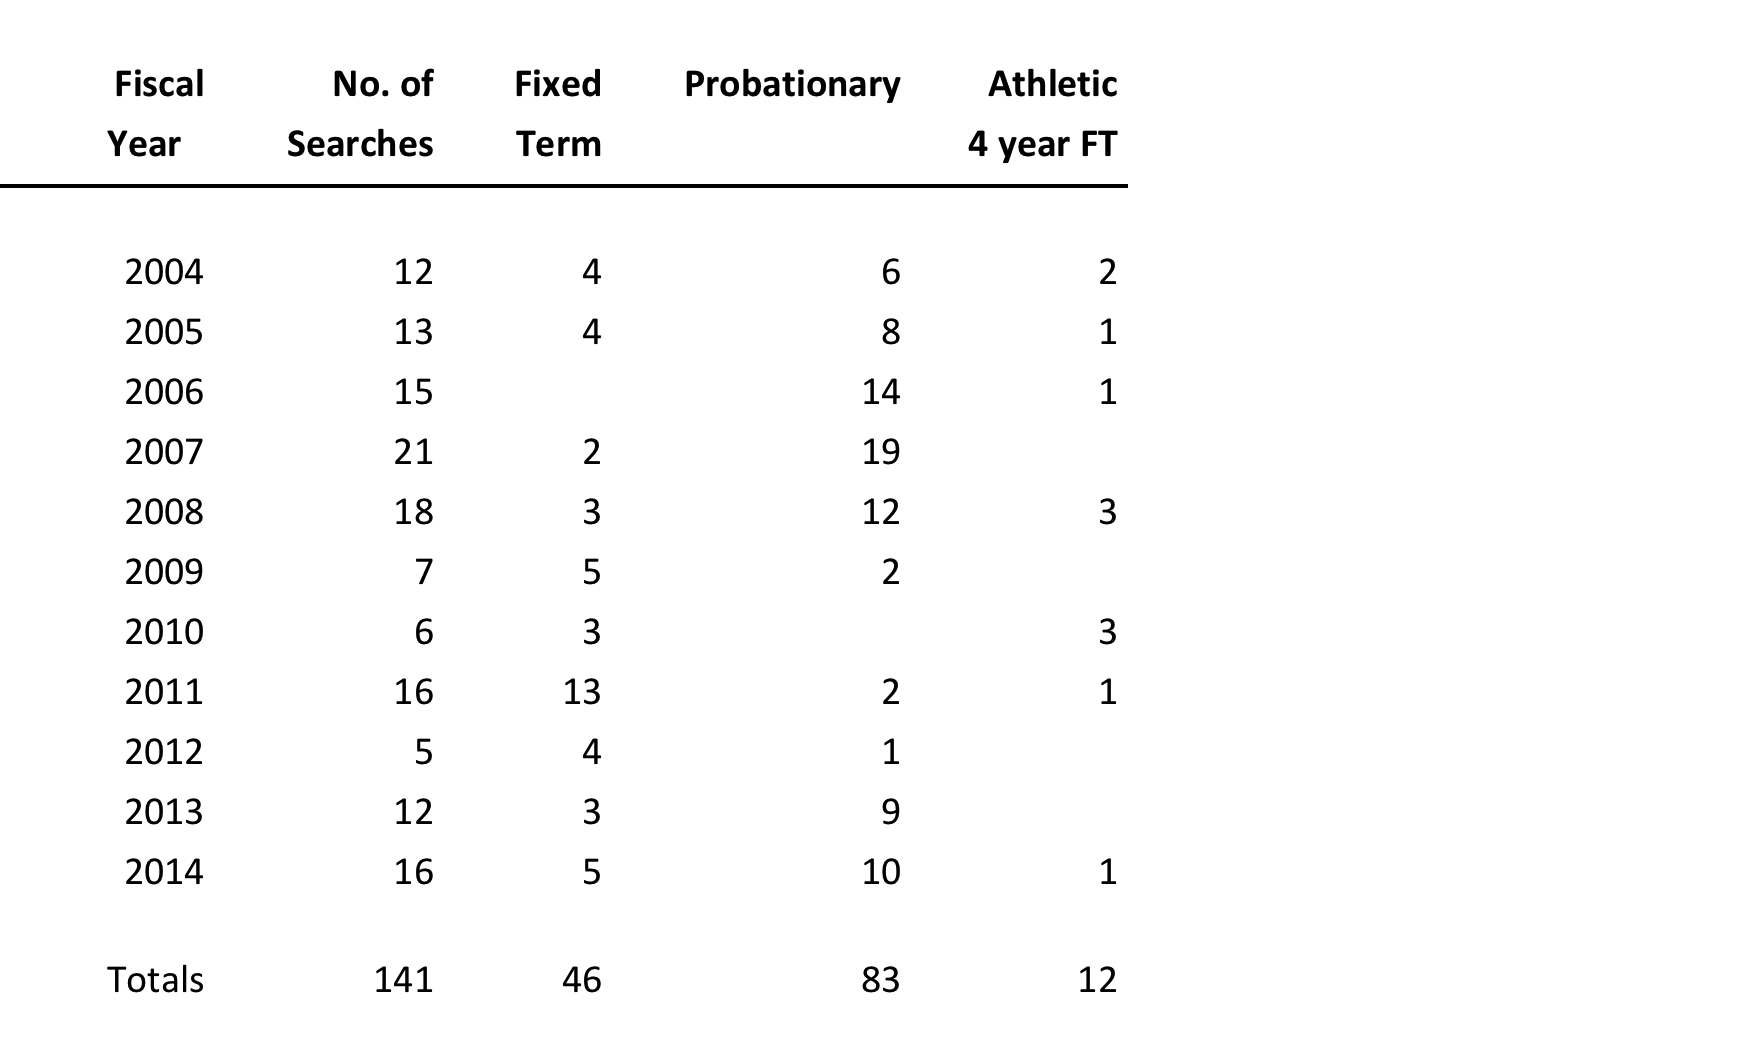 Fiscal No. of Fixed Probationary Athletic
Year Searches Term 4 year FT
2004 12 4 6 2
2005 13 4 8 1
2006 15 14 1
2007 21 2 19
2008 18 3 12 3
2009 7 5 2
2010 6 3 3
2011 16 13 2 1
2012 5 4 1
2013 12 3 9
2014 16 5 10 1
Totals 141 46 83 12